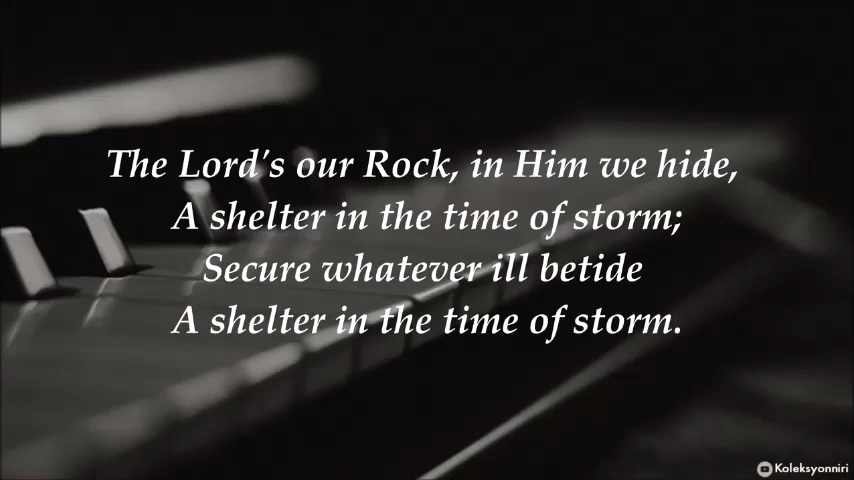 The Lord's our Rock, in Him we hide,
A shelter in the time of storm;
Secure whatever ill betide
A shelter in the time of storm.
Koleksyonniri